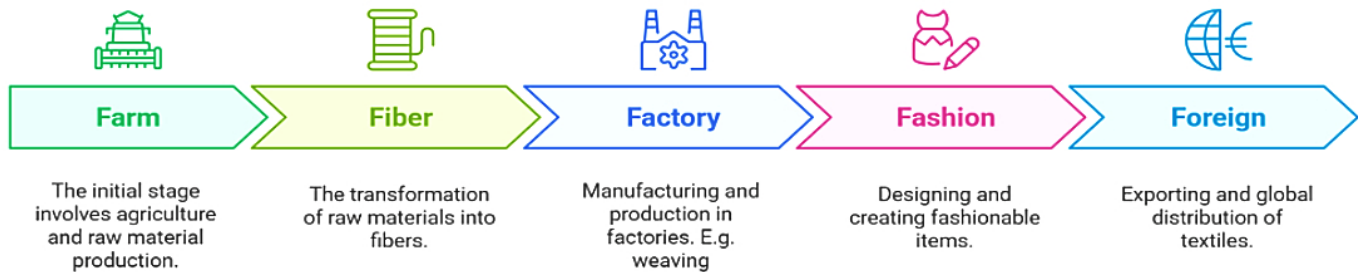 Farm
Fiber
Factory
Fashion
Foreign
The initial stage
involves agriculture
and raw material
production.
The transformation
of raw materials into
fibers.
Manufacturing and
production in
factories. E.g.
weaving
Designing and
creating fashionable
items.
Exporting and global
distribution of
textiles.